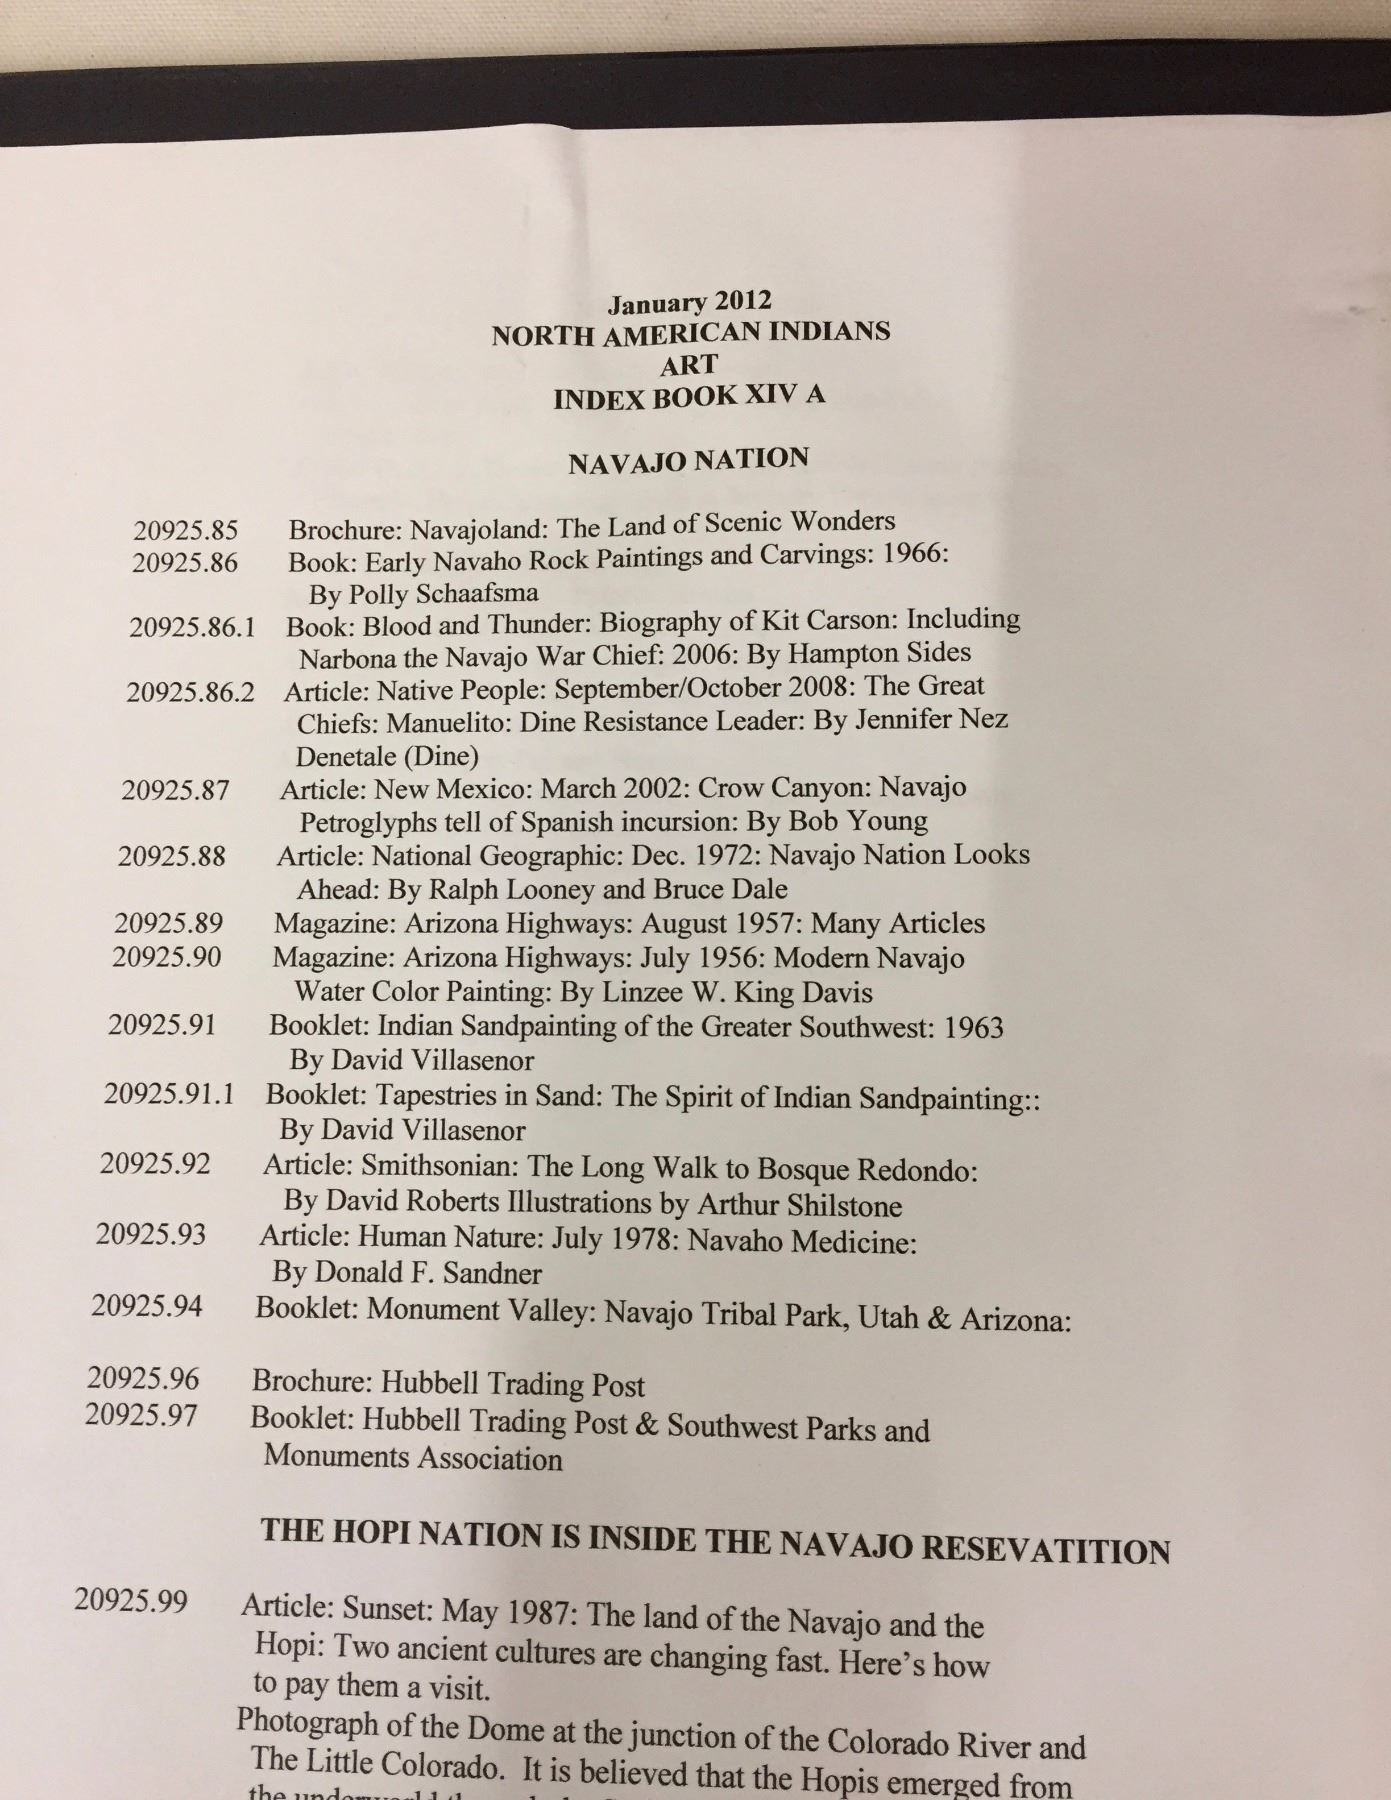 January 2012
NORTH AMERICAN INDIANS
ART
INDEX BOOK XIV A
NAVAJO NATION
20925.85 Brochure: Navajoland: The Land of Scenic Wonders
20925.86 Book: Early Navaho Rock Paintings and Carvings: 1966:
By Polly Schaafsma
20925.86.1 Book: Blood and Thunder: Biography of Kit Carson: Including
Narbona the Navajo War Chief: 2006: By Hampton Sides
20925.86.2 Article: Native People: September/October 2008: The Great
Chiefs: Manuelito: Dine Resistance Leader: By Jennifer Nez
Denetale (Dine)
20925.87 Article: New Mexico: March 2002: Crow Canyon: Navajo
Petroglyphs tell of Spanish incursion: By Bob Young
20925.88 Article: National Geographic: Dec. 1972: Navajo Nation Looks
Ahead: By Ralph Looney and Bruce Dale
20925.89 Magazine: Arizona Highways: August 1957: Many Articles
20925.90 Magazine: Arizona Highways: July 1956: Modern Navajo
Water Color Painting: By Linzee W. King Davis
20925.91 Booklet: Indian Sandpainting of the Greater Southwest: 1963
By David Villasenor
20925.91.1 Booklet: Tapestries in Sand: The Spirit of Indian Sandpainting::
By David Villasenor
20925.92 Article: Smithsonian: The Long Walk to Bosque Redondo:
By David Roberts Illustrations by Arthur Shilstone
20925.93 Article: Human Nature: July 1978: Navaho Medicine:
By Donald F. Sandner
20925.94 Booklet: Monument Valley: Navajo Tribal Park, Utah & Arizona:
20925.96 Brochure: Hubbell Trading Post
20925.97 Booklet: Hubbell Trading Post & Southwest Parks and
Monuments Association
THE HOPI NATION IS INSIDE THE NAVAJO RESEVATITION
20925.99 Article: Sunset: May 1987: The land of the Navajo and the
Hopi: Two ancient cultures are changing fast. Here's how
to pay them a visit.
Photograph of the Dome at the junction of the Colorado River and
The Little Colorado. It is believed that the Hopis emerged from
the